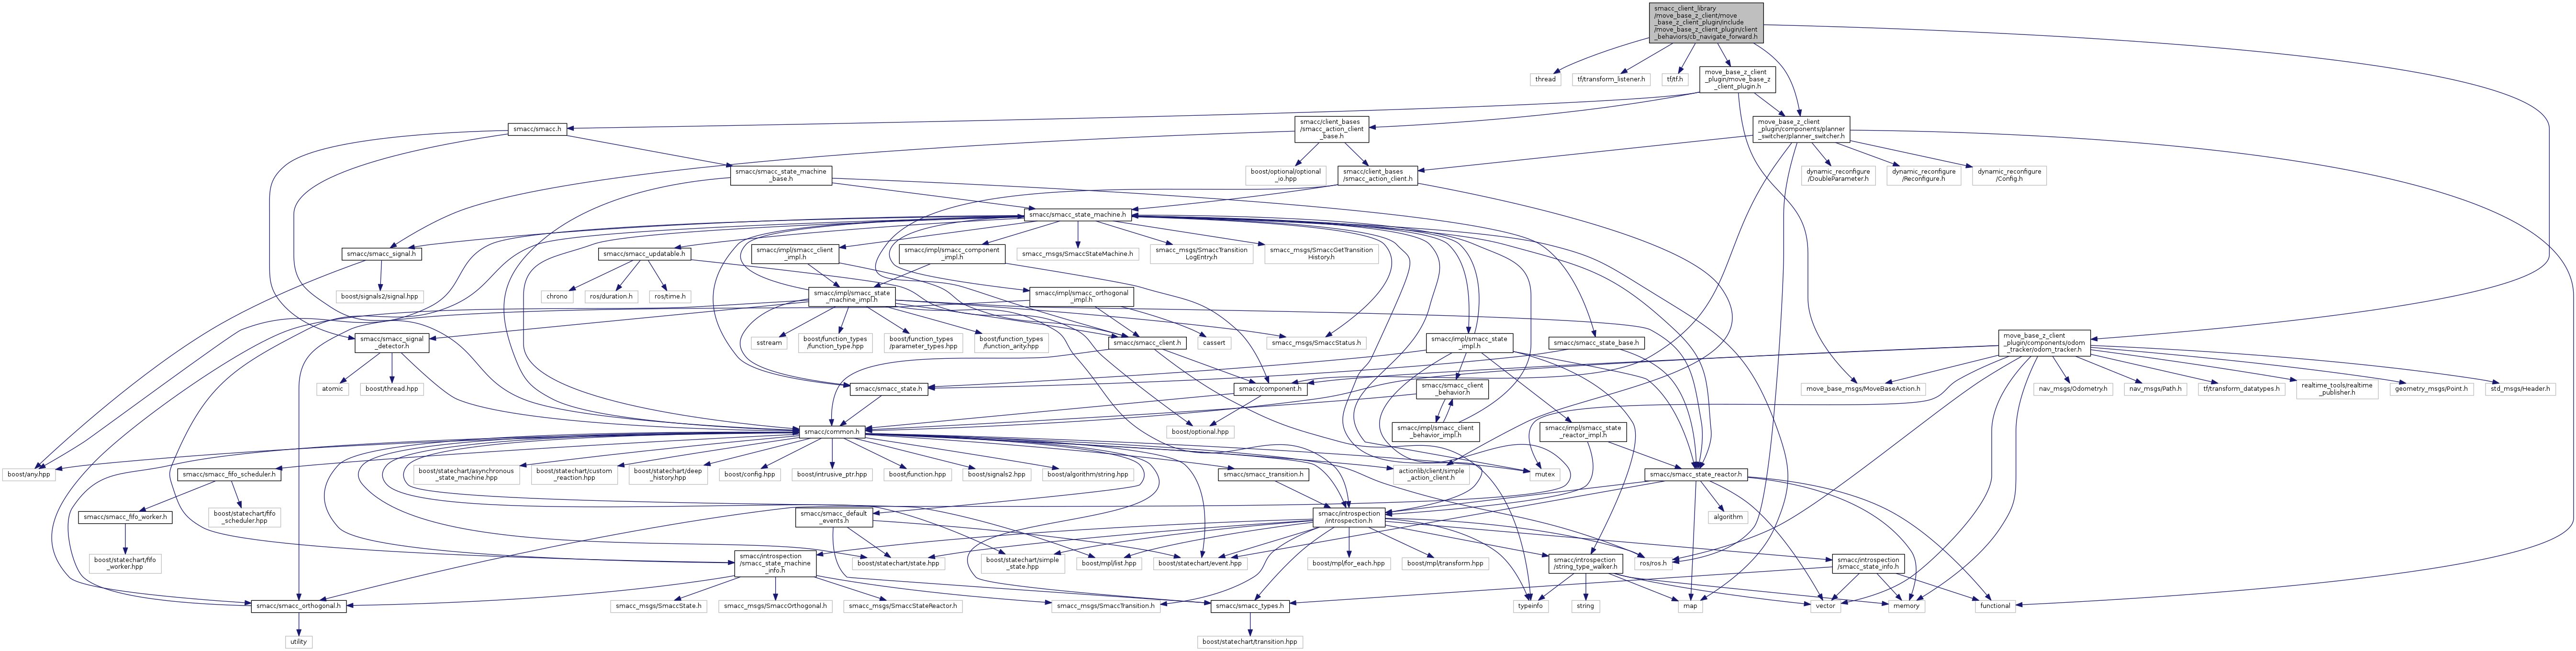 smacc_client_library
/move_base_z_client/move
_base_z_client_plugin/include
/move_base_z_client_plugin/client
_behaviors/cb_navigate_forward.h
thread
tf/transform_listener.h
tf/tf.h
move_base_z_client
_plugin/move_base_z
_client_plugin.h
smacc/smacc.h
smacc/client_bases
/smacc_action_client
_base.h
move_base_z_client
_plugin/components/planner
_switcher/planner_switcher.h
smacc/smacc_state_machine
_base.h
boost/optional/optional
_io.hpp
smacc/client_bases
/smacc_action_client.h
dynamic_reconfigure
/DoubleParameter.h
dynamic_reconfigure
/Reconfigure.h
dynamic_reconfigure
/Config.h
smacc/smacc_state_machine.h
smacc/smacc_signal.h
smacc/smacc_updatable.h
smacc/impl/smacc_client
_impl.h
smacc/impl/smacc_component
_impl.h
smacc_msgs/SmaccStateMachine.h
smacc_msgs/SmaccTransition
LogEntry.h
smacc_msgs/SmaccGetTransition
History.h
boost/signals2/signal.hpp
chrono
ros/duration.h
ros/time.h
smacc/impl/smacc_state
_machine_impl.h
smacc/impl/smacc_orthogonal
_impl.h
smacc/smacc_signal
_detector.h
sstream
boost/function_types
/function_type.hpp
boost/function_types
/parameter_types.hpp
boost/function_types
/function_arity.hpp
smacc/smacc_client.h
cassert
smacc_msgs/SmaccStatus.h
smacc/impl/smacc_state
_impl.h
smacc/smacc_state_base.h
move_base_z_client
_plugin/components/odom
_tracker/odom_tracker.h
atomic
boost/thread.hpp
smacc/smacc_state.h
smacc/component.h
smacc/smacc_client
_behavior.h
move_base_msgs/MoveBaseAction.h
nav_msgs/Odometry.h
nav_msgs/Path.h
tf/transform_datatypes.h
realtime_tools/realtime
_publisher.h
geometry_msgs/Point.h
std_msgs/Header.h
smacc/common.h
boost/optional.hpp
smacc/impl/smacc_client
_behavior_impl.h
smacc/impl/smacc_state
_reactor_impl.h
boost/any.hpp
smacc/smacc_fifo_scheduler.h
boost/statechart/asynchronous
_state_machine.hpp
boost/statechart/custom
_reaction.hpp
boost/statechart/deep
_history.hpp
boost/config.hpp
boost/intrusive_ptr.hpp
boost/function.hpp
boost/signals2.hpp
boost/algorithm/string.hpp
smacc/smacc_transition.h
actionlib/client/simple
_action_client.h
mutex
smacc/smacc_state_reactor.h
smacc/smacc_fifo_worker.h
boost/statechart/fifo
_scheduler.hpp
smacc/smacc_default
_events.h
smacc/introspection
/introspection.h
algorithm
boost/statechart/fifo
_worker.hpp
smacc/introspection
/smacc_state_machine
_info.h
boost/statechart/state.hpp
boost/statechart/simple
_state.hpp
boost/mpl/list.hpp
boost/statechart/event.hpp
boost/mpl/for_each.hpp
boost/mpl/transform.hpp
smacc/introspection
/string_type_walker.h
ros/ros.h
smacc/introspection
/smacc_state_info.h
smacc/smacc_orthogonal.h
smacc_msgs/SmaccState.h
smacc_msgs/SmaccOrthogonal.h
smacc_msgs/SmaccStateReactor.h
smacc_msgs/SmaccTransition.h
smacc/smacc_types.h
typeinfo
string
map
vector
memory
functional
utility
boost/statechart/transition.hpp